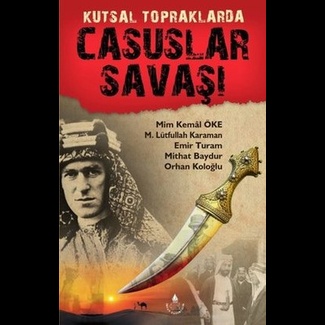 KUTSAL TOPRAKLARDA
CASUSLAR
SAVAŞI
Mim Kemâl ÖKE
M. Lütfullah Karaman
Emir Turam
Mithat Baydur
Orhan Koloğlu